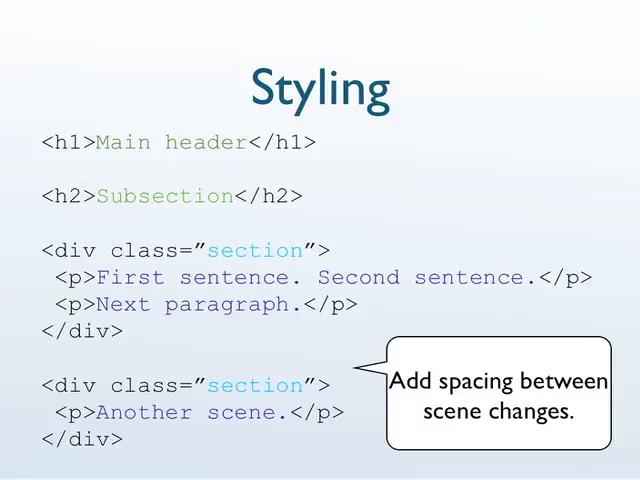 Styling
<h1>Main header</h1>
<h2>Subsection</h2>
<div class=”section”>
<p>First sentence. Second sentence.</p>
<p>Next paragraph.</p>
</div>
<div class=”section”>
<p>Another scene.</p>
</div>
Add spacing between
scene changes.